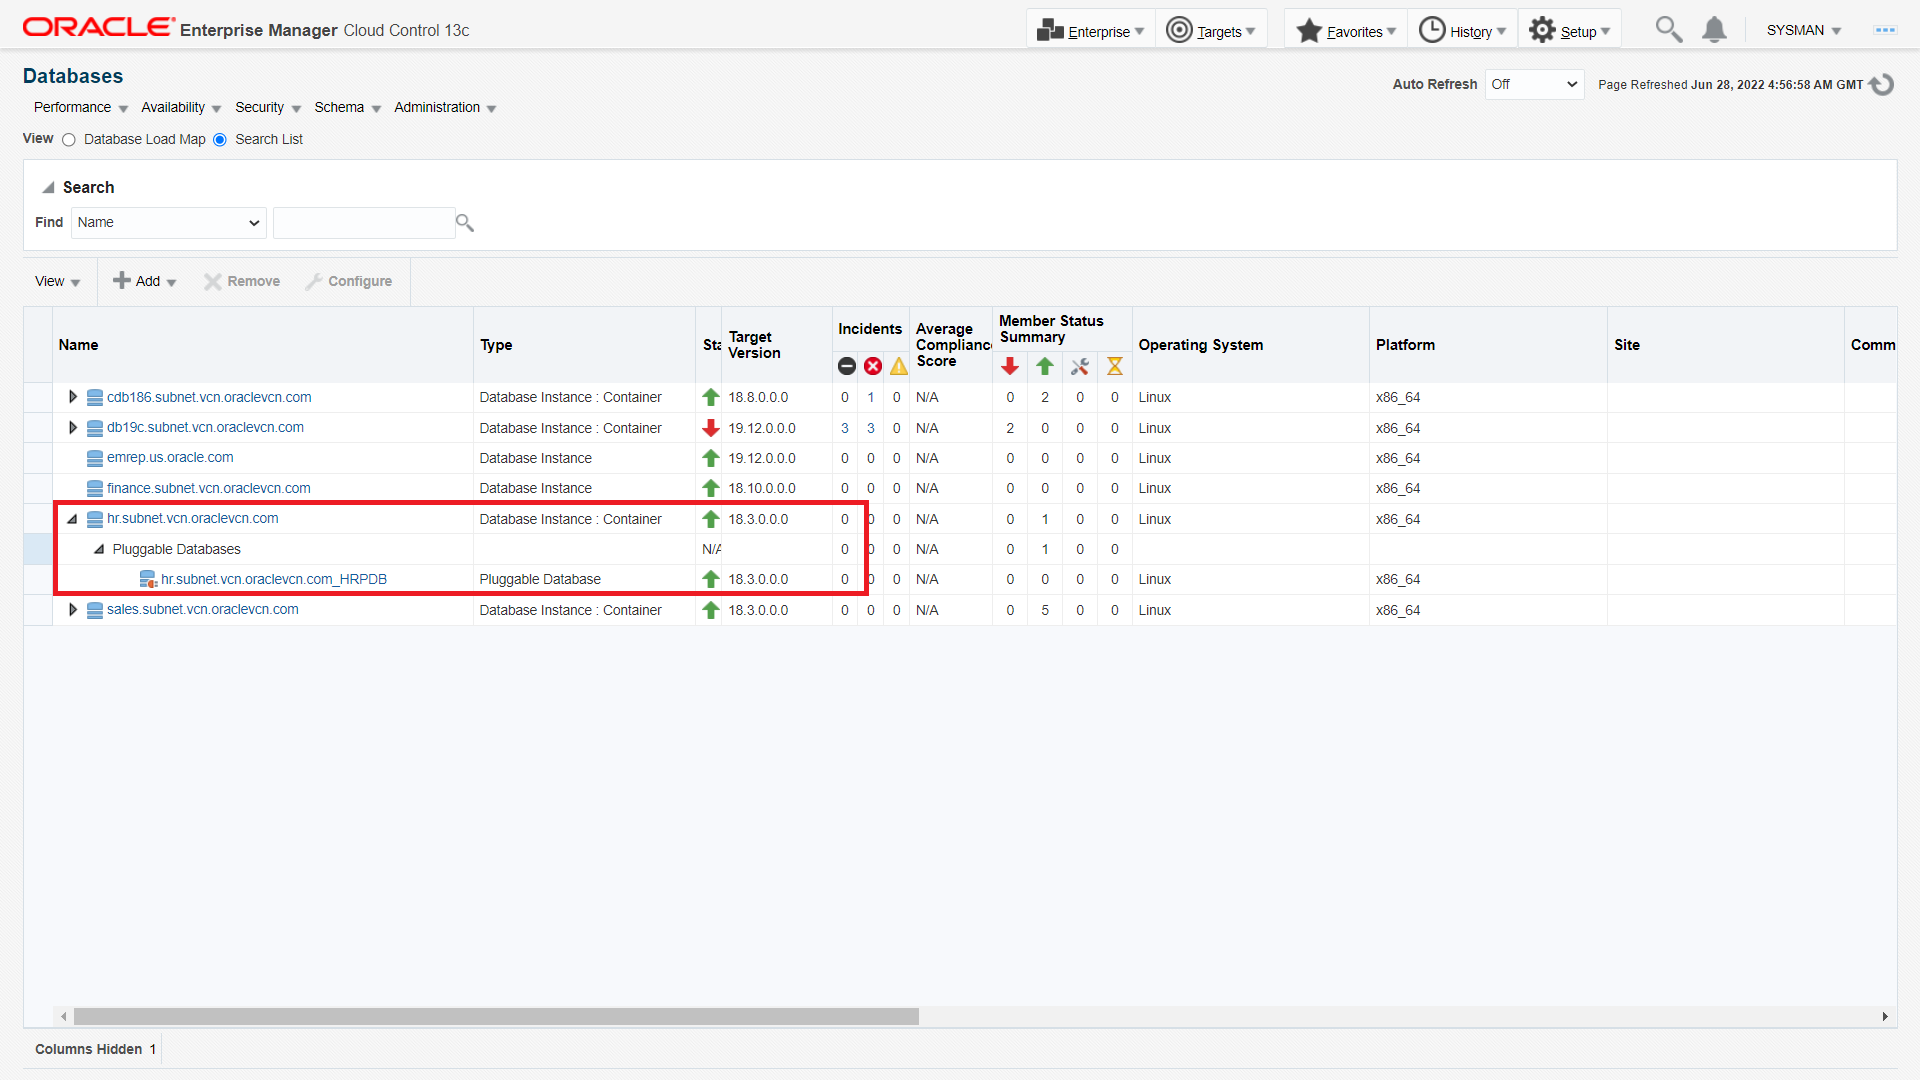 ORACLE Enterprise Manager Cloud Control 13c
Enterprise Targets Favorites History Setup SYSMAN
Databases
Auto Refresh Off Page Refreshed Jun 28, 2022 4:56:58 AM GMT
Performance Availability Security Schema Administration
View Database Load Map Search List
Search
Find Name
View Add Remove Configure
Name Type Sta Target Version Incidents Average Compliance Score Member Status Summary Operating System Platform Site Comm
cdb186.subnet.vcn.oraclevcn.com Database Instance : Container 18.8.0.0.0 0 1 0 N/A 0 2 0 0 Linux x86_64
db19c.subnet.vcn.oraclevcn.com Database Instance : Container 19.12.0.0.0 3 3 0 N/A 2 0 0 0 Linux x86_64
emrep.us.oracle.com Database Instance 19.12.0.0.0 0 0 0 N/A 0 0 0 0 Linux x86_64
finance.subnet.vcn.oraclevcn.com Database Instance 18.10.0.0.0 0 0 0 N/A 0 0 0 0 Linux x86_64
hr.subnet.vcn.oraclevcn.com Database Instance : Container 18.3.0.0.0 0 0 0 N/A 0 1 0 0 Linux x86_64
Pluggable Databases N/A 0 0 0 N/A 0 1 0 0
hr.subnet.vcn.oraclevcn.com_HRPDB Pluggable Database 18.3.0.0.0 0 0 0 N/A 0 0 0 0 Linux x86_64
sales.subnet.vcn.oraclevcn.com Database Instance : Container 18.3.0.0.0 0 0 0 N/A 0 5 0 0 Linux x86_64
Columns Hidden 1